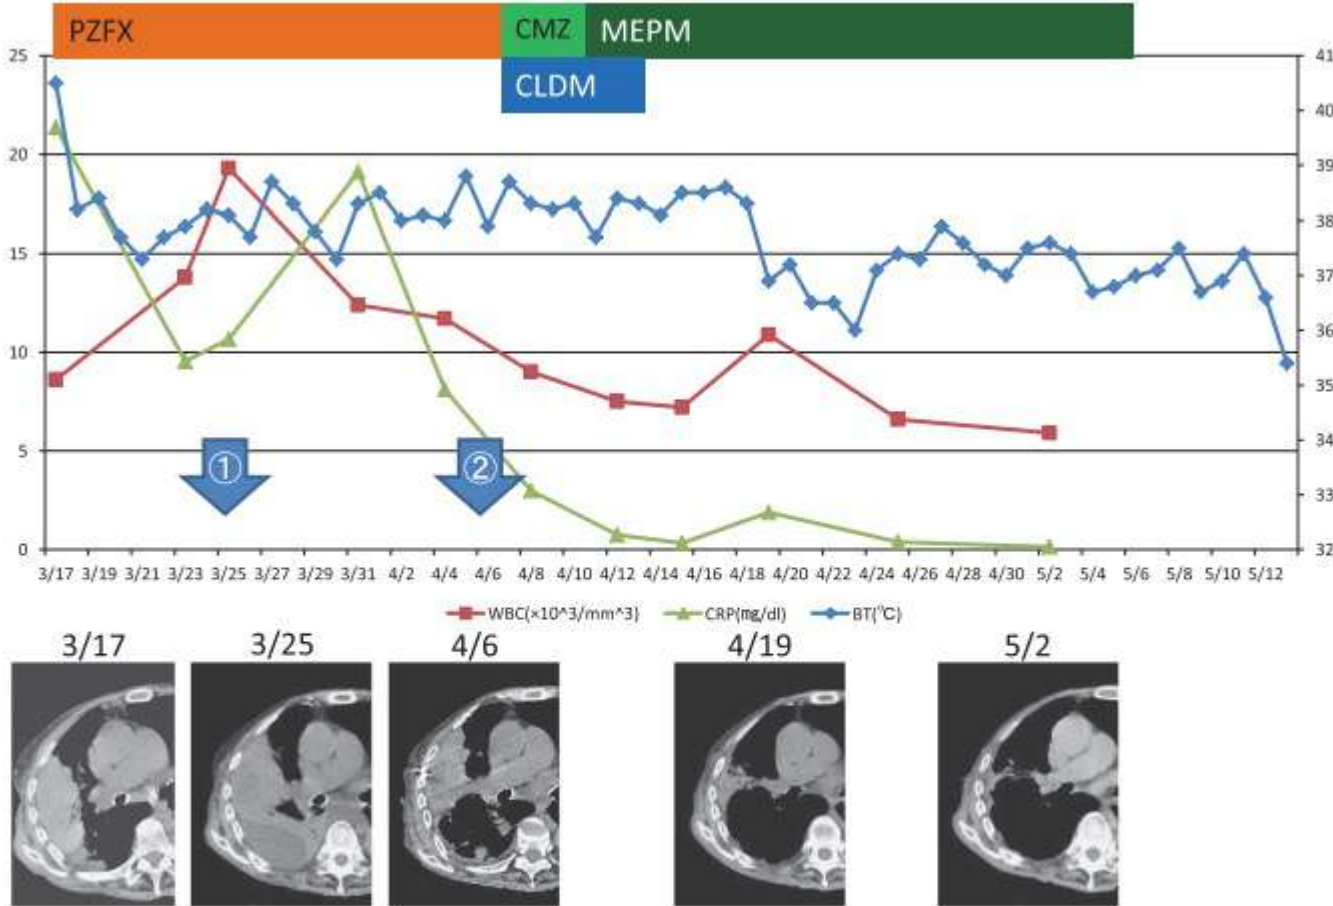 PZFX
CMZ
MEPM
CLDM
25
20
15
10
5
0
41
40
39
38
37
36
35
34
33
32
①
②
3/17 3/19 3/21 3/23 3/25 3/27 3/29 3/31 4/2 4/4 4/6 4/8 4/10 4/12 4/14 4/16 4/18 4/20 4/22 4/24 4/26 4/28 4/30 5/2 5/4 5/6 5/8 5/10 5/12
WBC(×10^3/mm^3) CRP(㎎/dl) BT(℃)
3/17 3/25 4/6 4/19 5/2